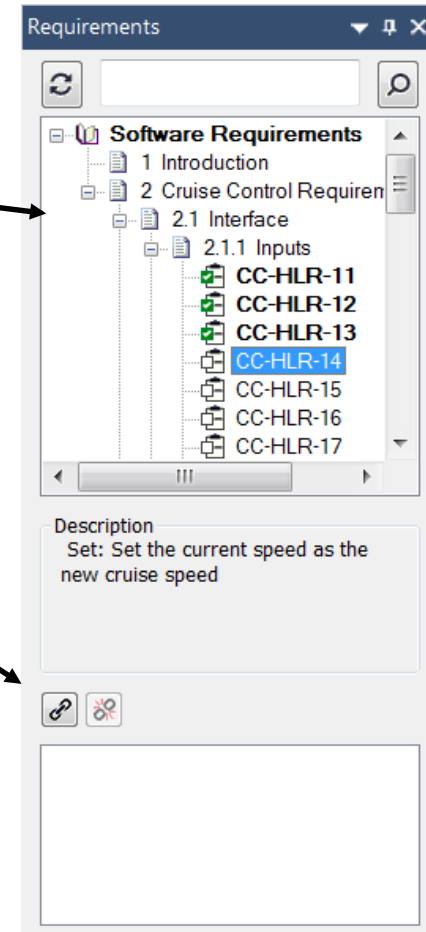 Requirements
Software Requirements
1 Introduction
2 Cruise Control Requiren
2.1 Interface
2.1.1 Inputs
CC-HLR-11
CC-HLR-12
CC-HLR-13
CC-HLR-14
CC-HLR-15
CC-HLR-16
CC-HLR-17
Description
Set: Set the current speed as the
new cruise speed